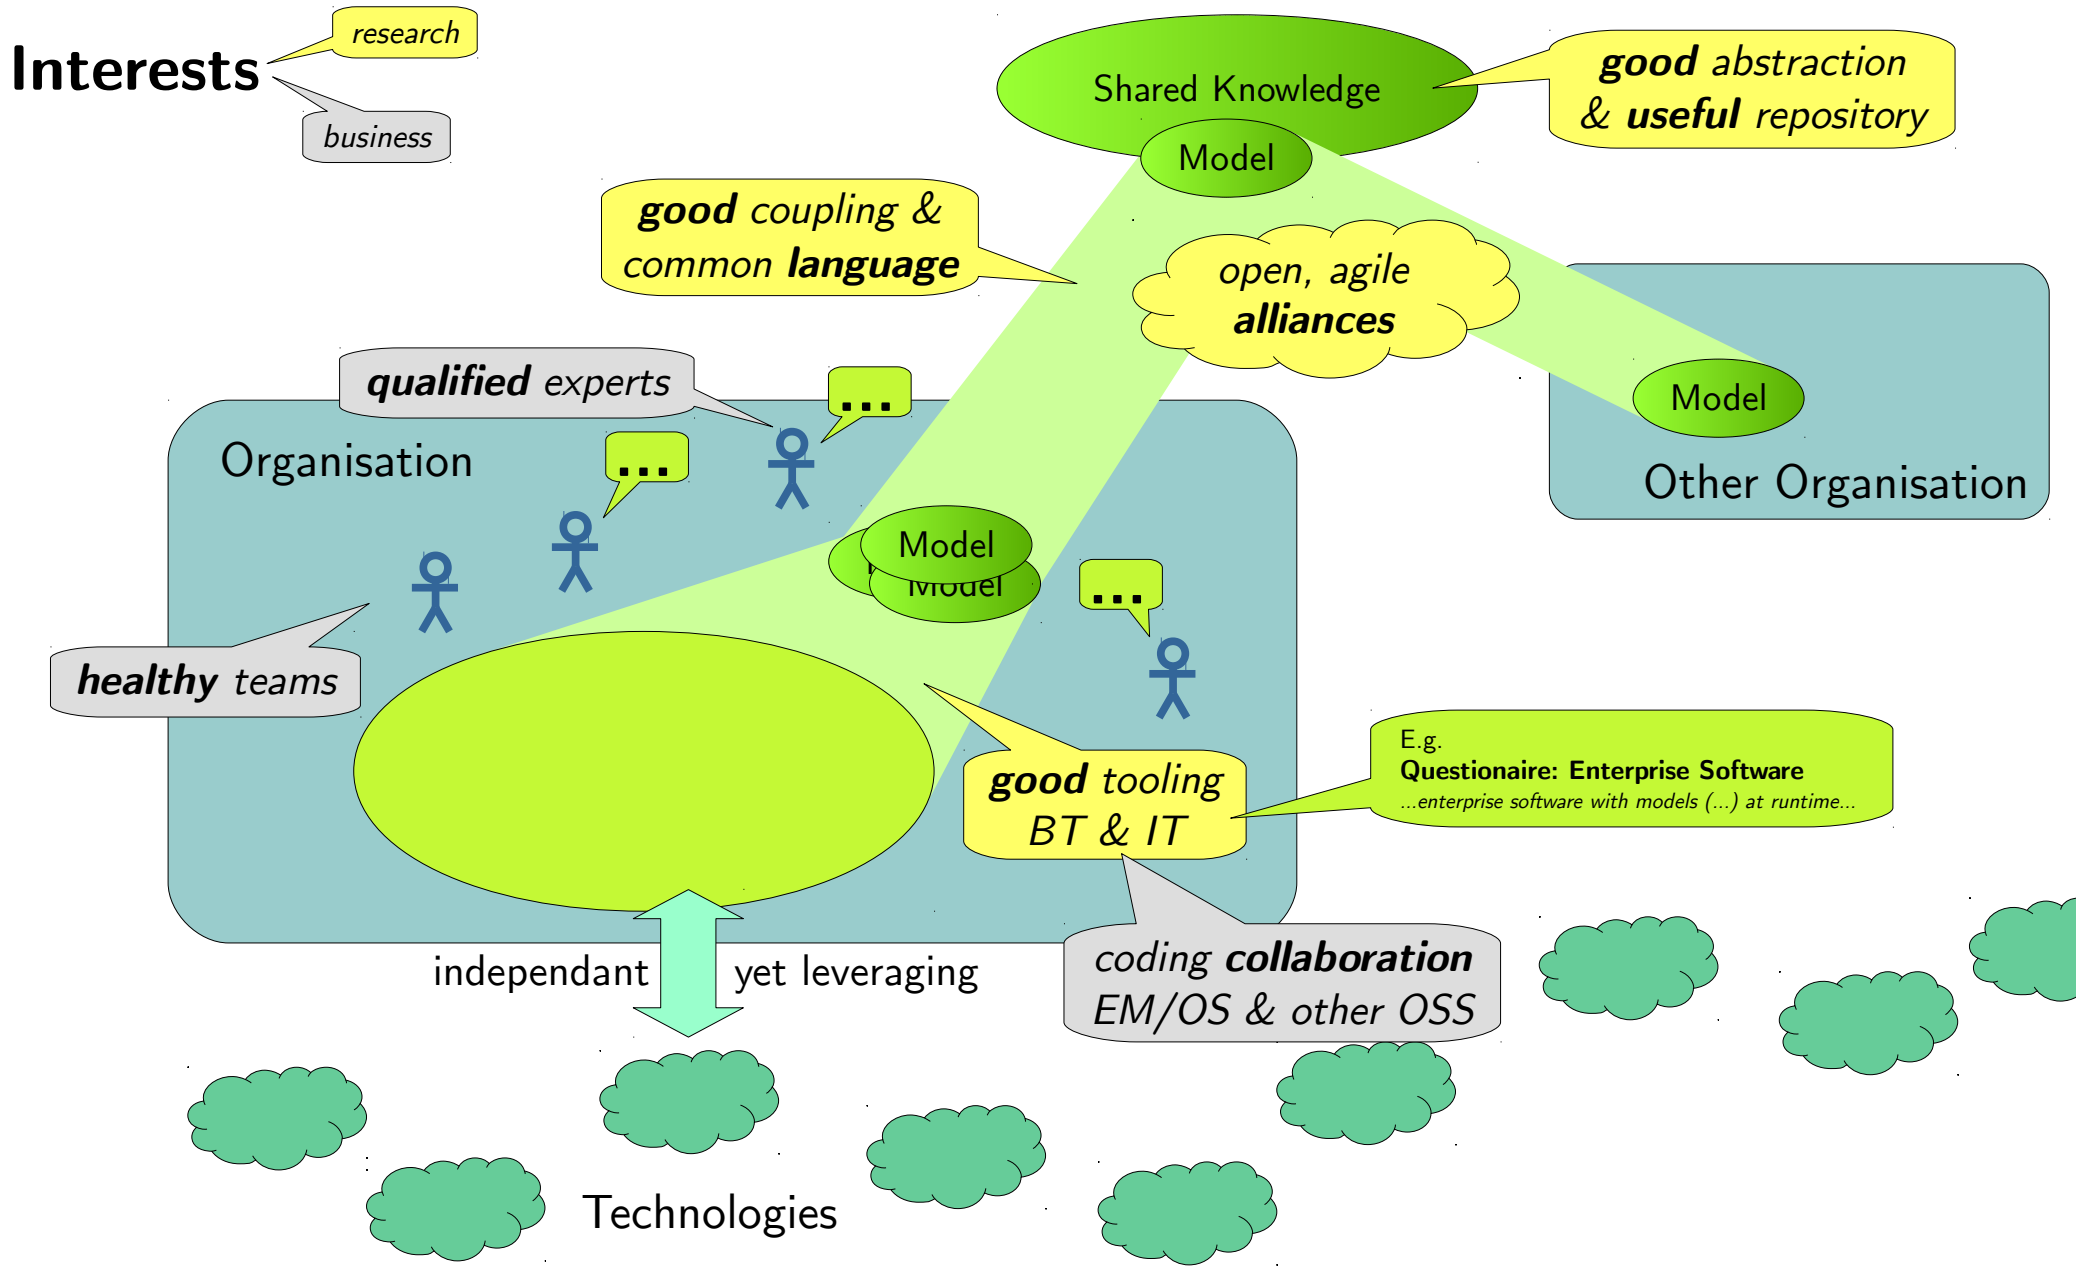 Interests
research
business
Shared Knowledge
Model
good abstraction
& useful repository
good coupling &
common language
open, agile
alliances
Model
Other Organisation
qualified experts
...
...
Organisation
Model
Model
...
healthy teams
good tooling
BT & IT
E.g.
Questionaire: Enterprise Software
...enterprise software with models (...) at runtime...
coding collaboration
EM/OS & other OSS
independant
yet leveraging
Technologies